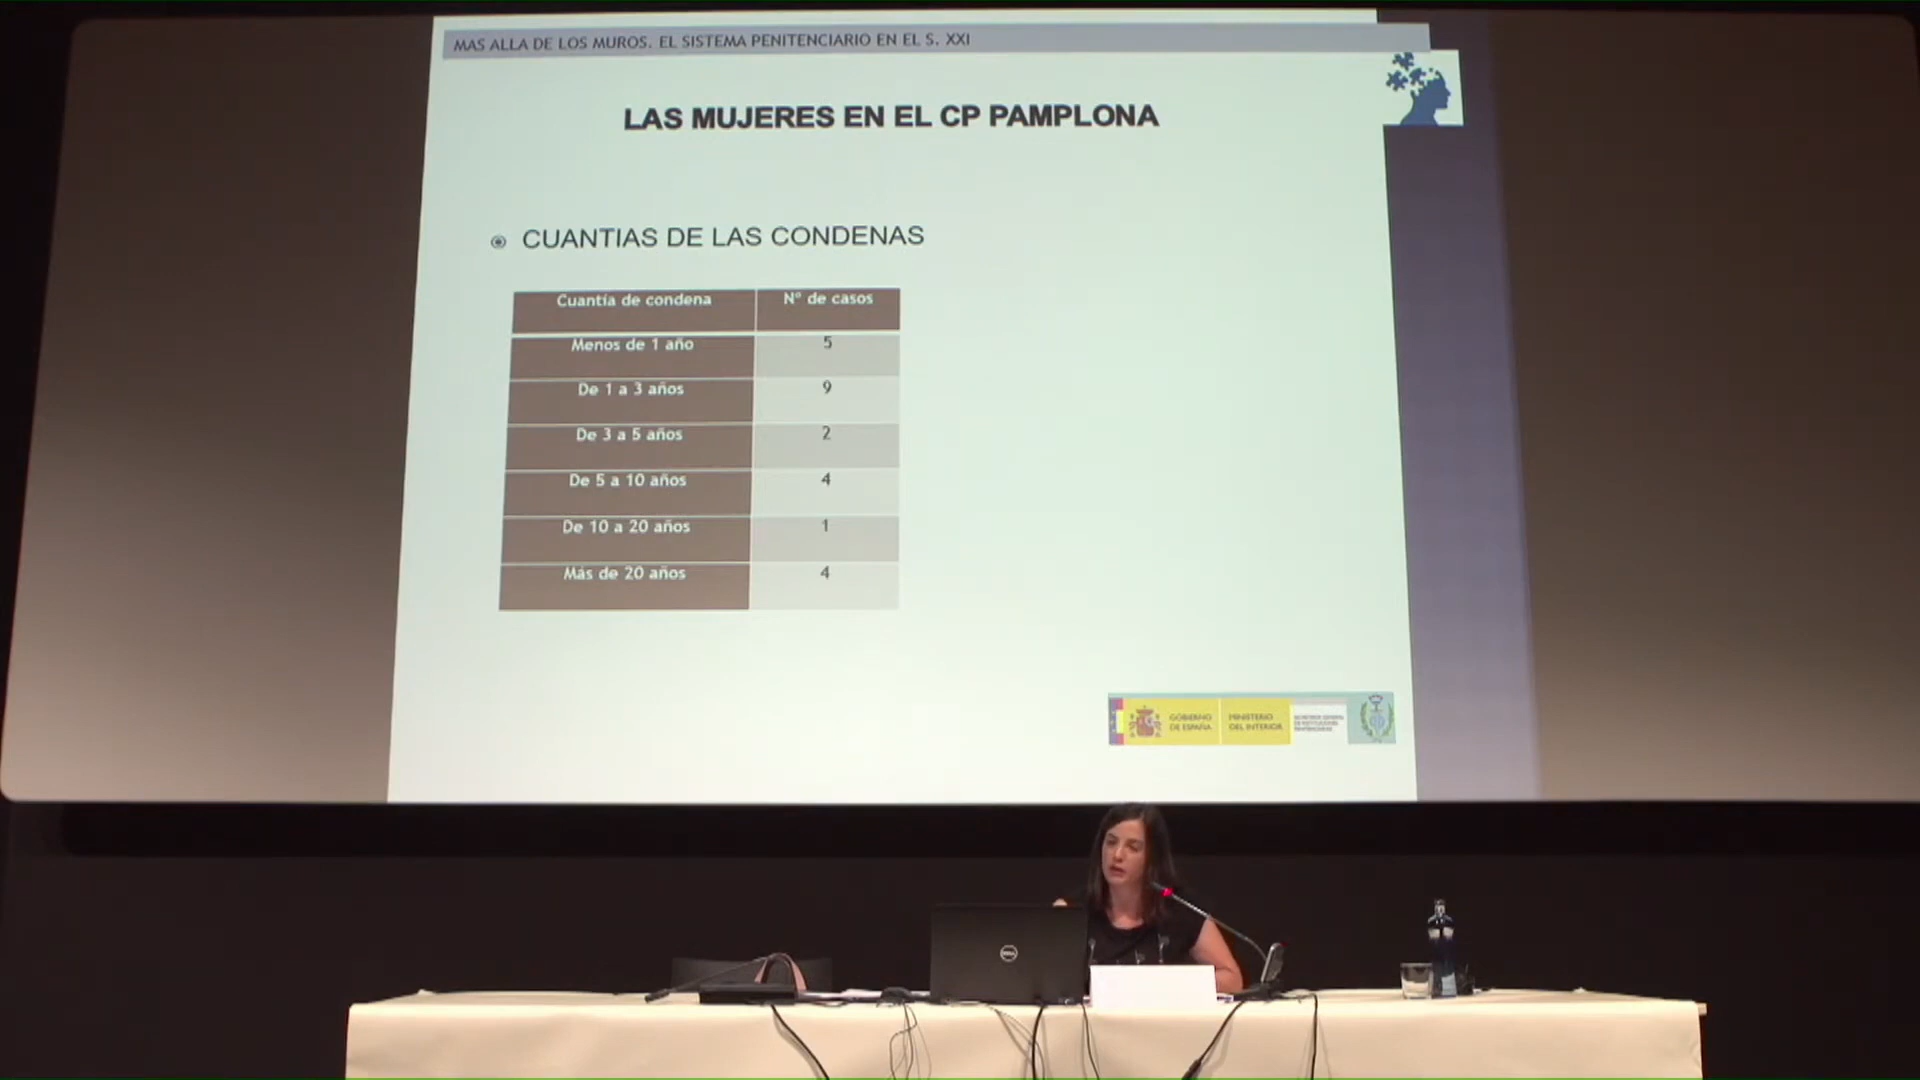 MAS ALLA DE LOS MUROS. EL SISTEMA PENITENCIARIO EN EL S. XXI
LAS MUJERES EN EL CP PAMPLONA
CUANTIAS DE LAS CONDENAS
Cuantía de condena Nº de casos
Menos de 1 año 5
De 1 a 3 años 9
De 3 a 5 años 2
De 5 a 10 años 4
De 10 a 20 años 1
Más de 20 años 4
GOBIERNO
DE ESPAÑA
MINISTERIO
DEL INTERIOR
DELL